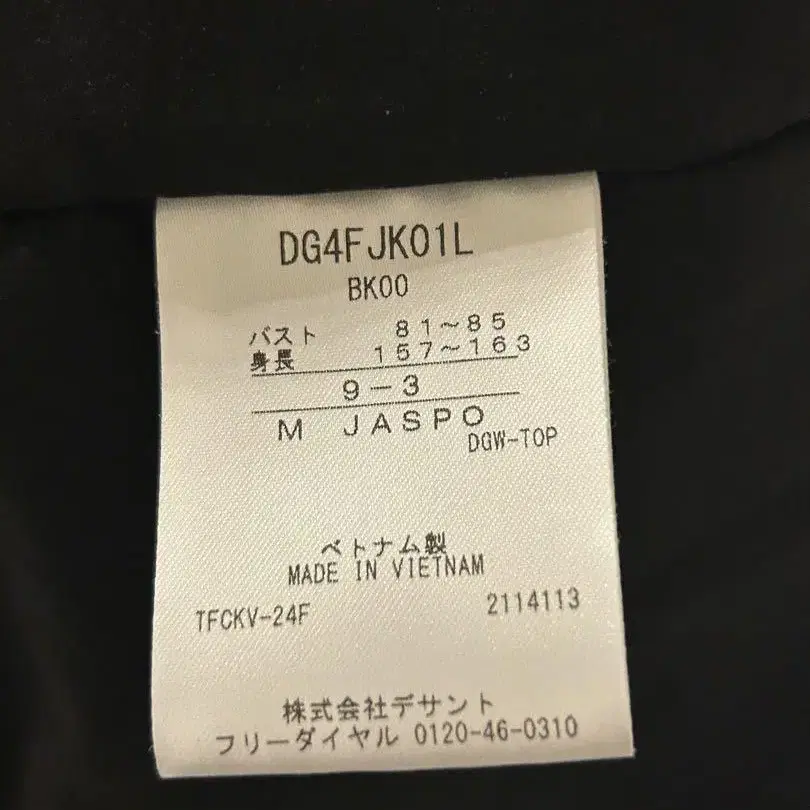 DG4FJK01L
BK00
バスト 81~85
身長 157~163
9-3
M JASPO
DGW-TOP
ベトナム製
MADE IN VIETNAM
TFCKV-24F 2114113
株式会社デサント
フリーダイヤル 0120-46-0310